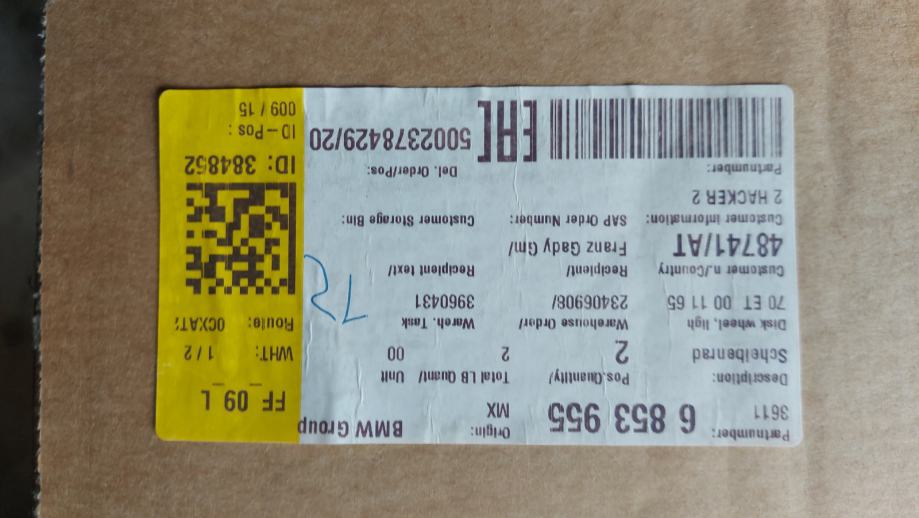 Partnumber: 3611 6 853 955
Origin: MX
BMW Group
FF 09 L
Description: Scheibenrad
Pos.Quantity/ 2
Total LB Quant/ 2
Unit 00
WHT: 1/2
Disk wheel, ligh
70 ET 00 11 65
Warehouse Order/ 23406908/
Wareh. Task 3960431
Route: 0CXAT
Customer n./Country 48741/AT
Recipient/ Franz Gady Gm/
Recipient text/
Customer information: 2 HACKER 2
SAP Order Number:
Customer Storage Bin:
Partnumber:
EAC
Del. Order/Pos: 5002378429/20
ID: 384852
ID-Pos: 009 / 15